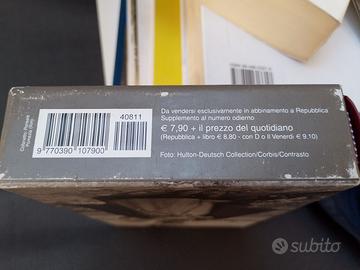 Da vendersi esclusivamente in abbinamento a Repubblica
Supplemento al numero odierno
€ 7,90 + il prezzo del quotidiano
(Repubblica + libro € 8,80 - con D o Il Venerdì € 9,10)
Foto: Hulton-Deutsch Collection/Corbis/Contrasto
40811
9 770390 107900
subito